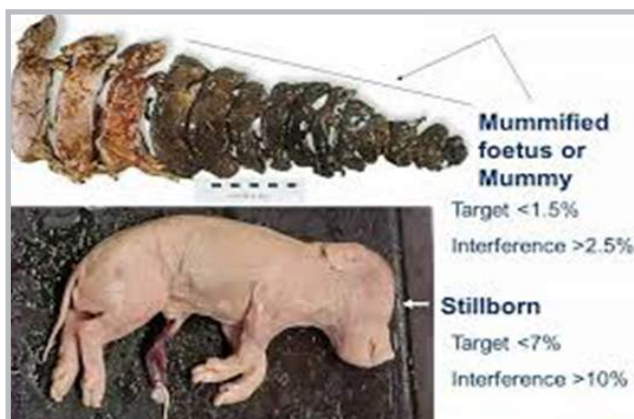 Mummified
foetus or
Mummy
Target <1.5%
Interference >2.5%
Stillborn
Target <7%
Interference >10%